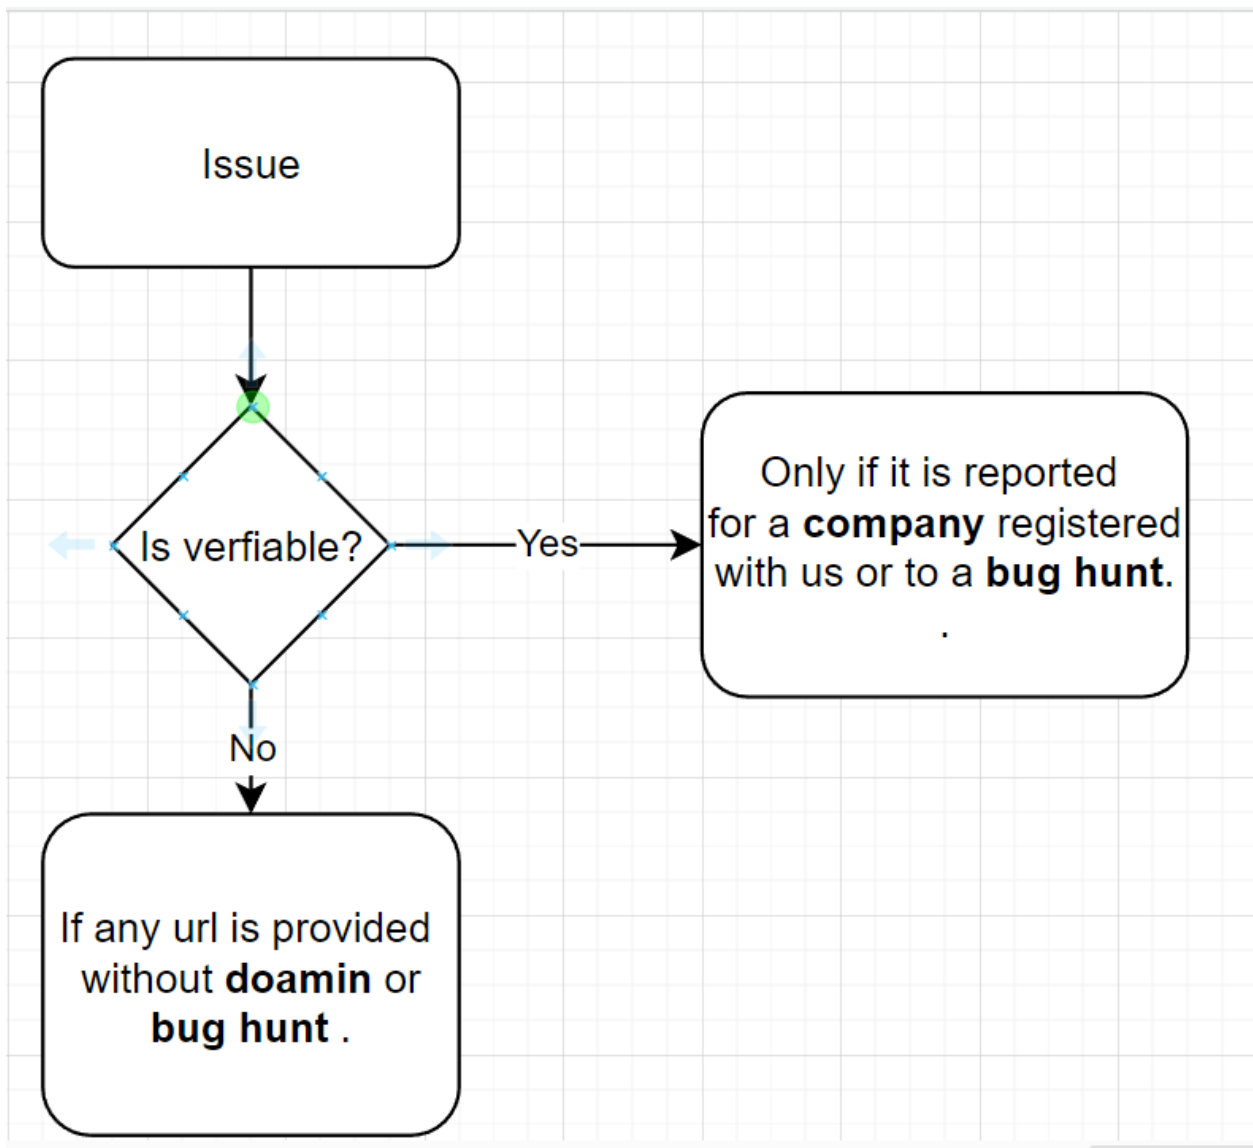 Issue
Is verfiable?
Yes
Only if it is reported
for a company registered
with us or to a bug hunt.
.
No
If any url is provided
without doamin or
bug hunt .